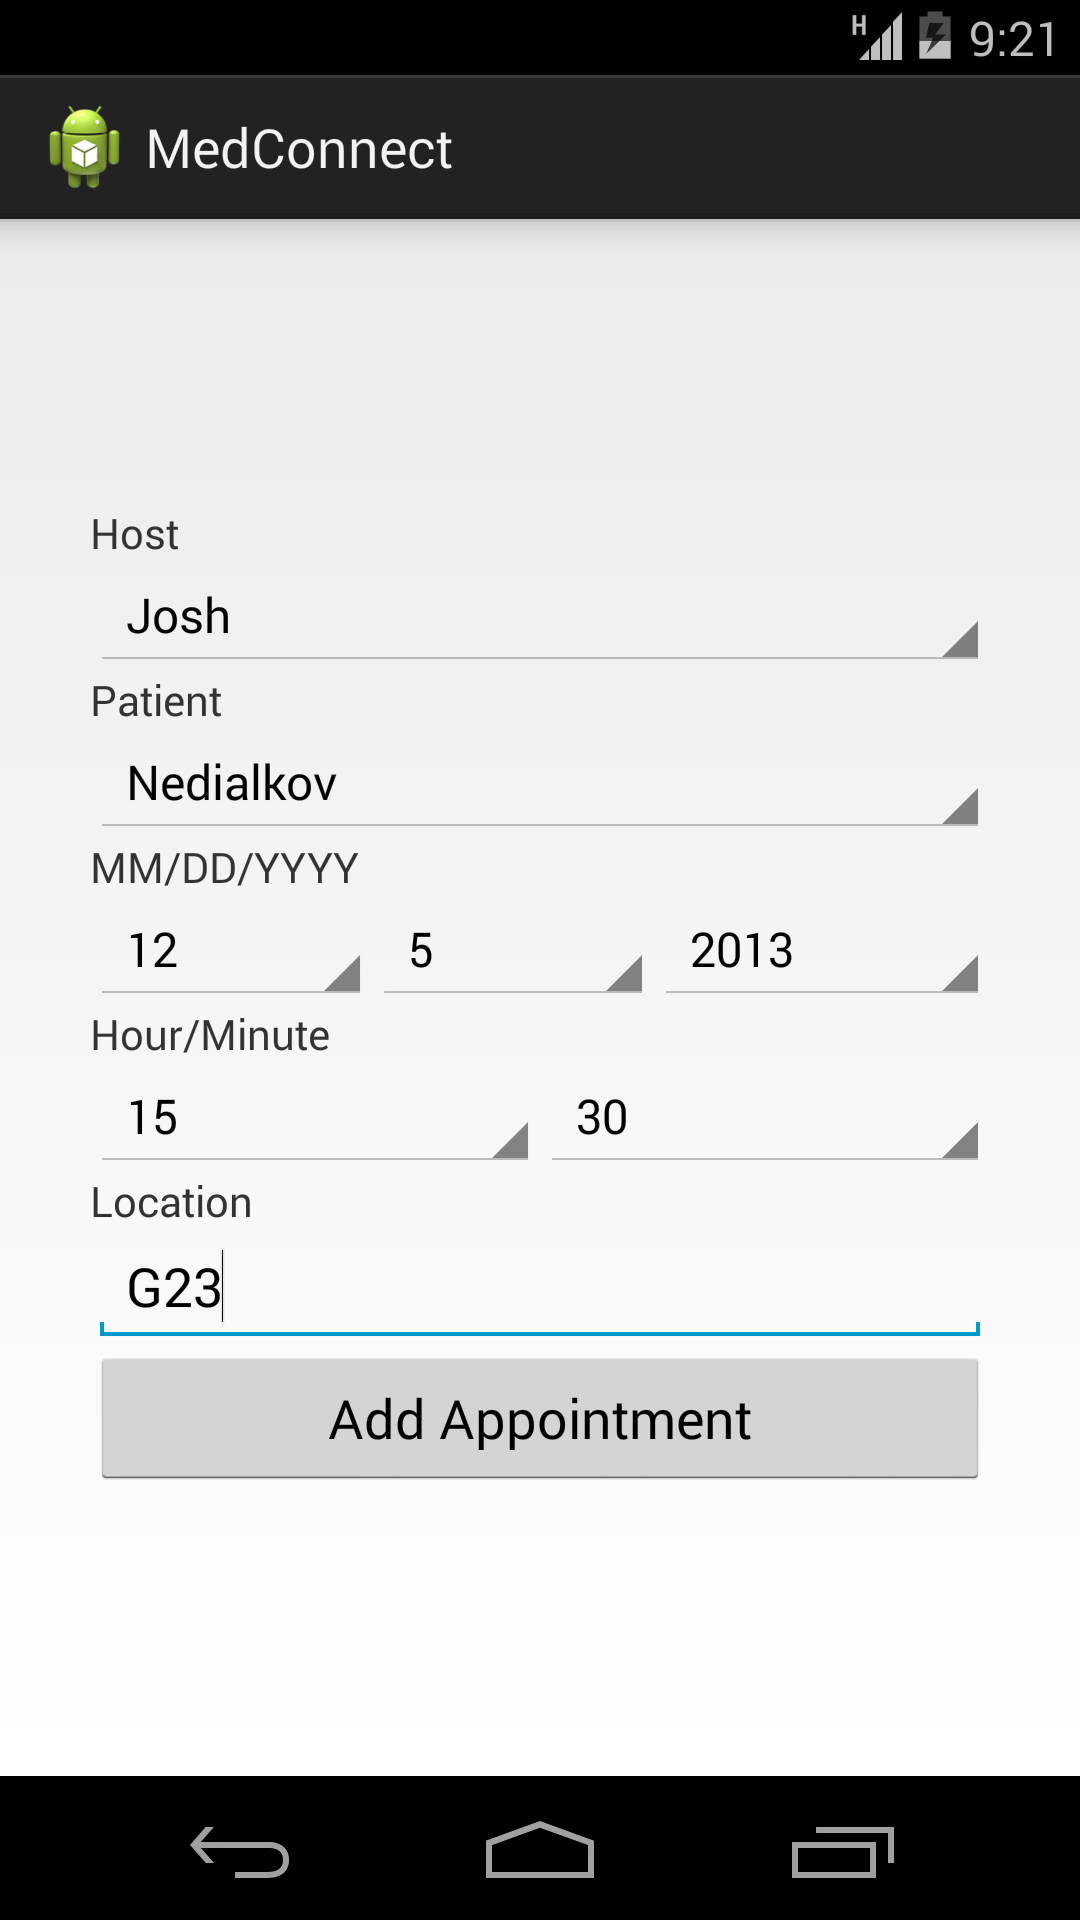 H 9:21
MedConnect
Host
Josh
Patient
Nedialkov
MM/DD/YYYY
12 5 2013
Hour/Minute
15 30
Location
G23
Add Appointment